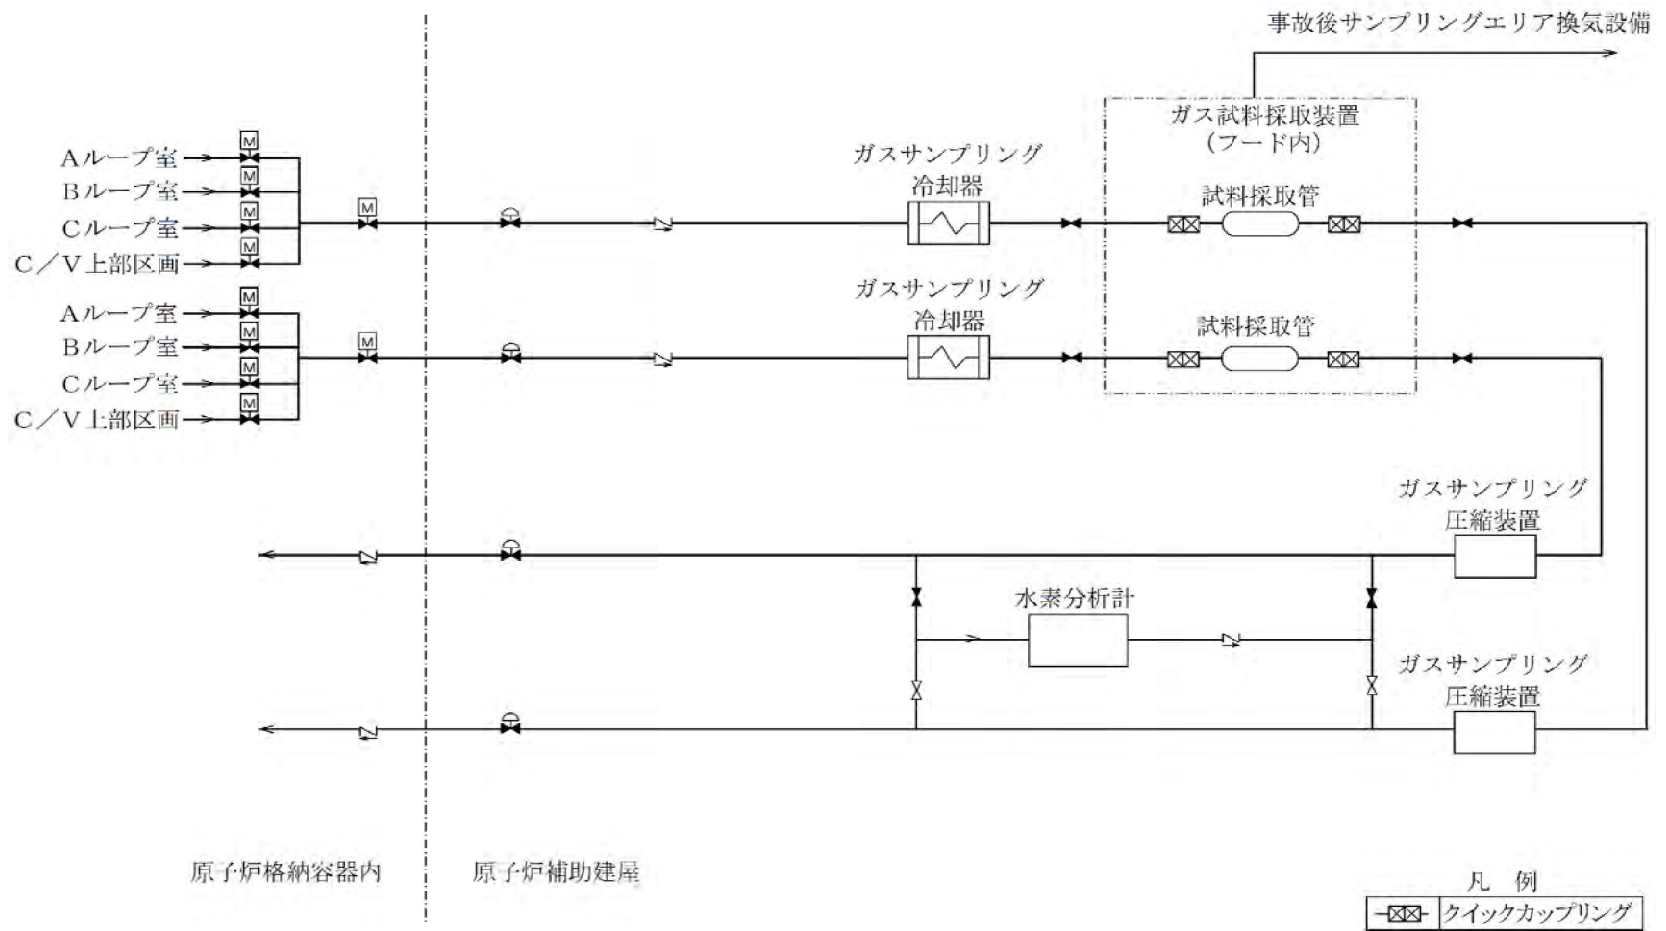 事故後サンプリングエリア換気設備
ガス試料採取装置
(フード内)
ガスサンプリング
冷却器
試料採取管
M
Aループ室
M
Bループ室
M
Cループ室
M
C／V上部区画
M
ガスサンプリング
冷却器
試料採取管
M
Aループ室
M
Bループ室
M
Cループ室
M
C／V上部区画
M
ガスサンプリング
圧縮装置
水素分析計
ガスサンプリング
圧縮装置
原子炉格納容器内
原子炉補助建屋
凡　例
クイックカップリング